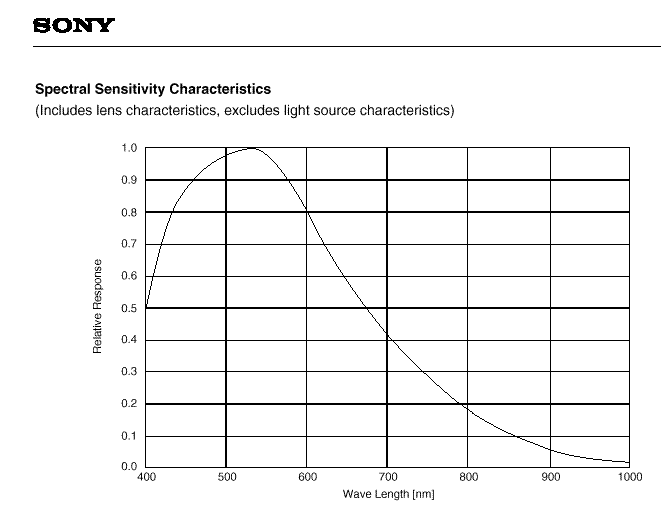 SONY
Spectral Sensitivity Characteristics
(Includes lens characteristics, excludes light source characteristics)
1.0
0.9
0.8
0.7
0.6
0.5
0.4
0.3
0.2
0.1
0.0
Relative Response
400 500 600 700 800 900 1000
Wave Length [nm]